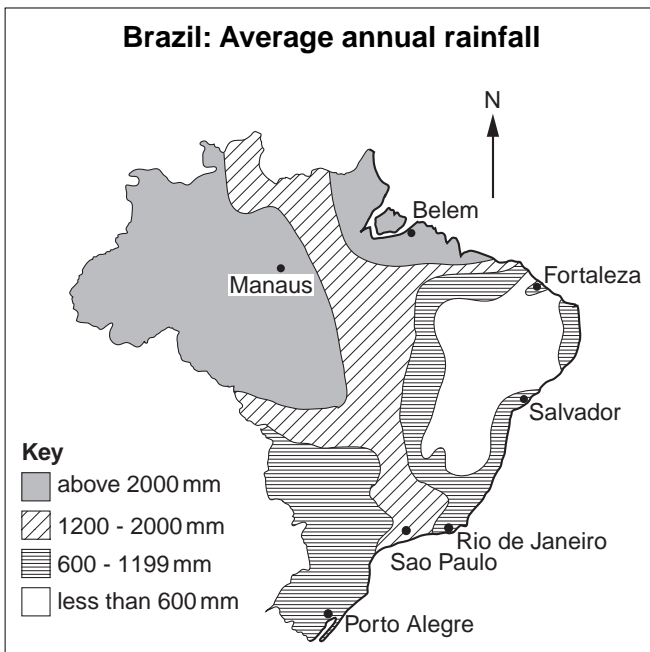 Brazil: Average annual rainfall
N
Belem
Manaus
Fortaleza
Salvador
Key
above 2000 mm
1200 - 2000 mm
600 - 1199 mm
less than 600 mm
Rio de Janeiro
Sao Paulo
Porto Alegre